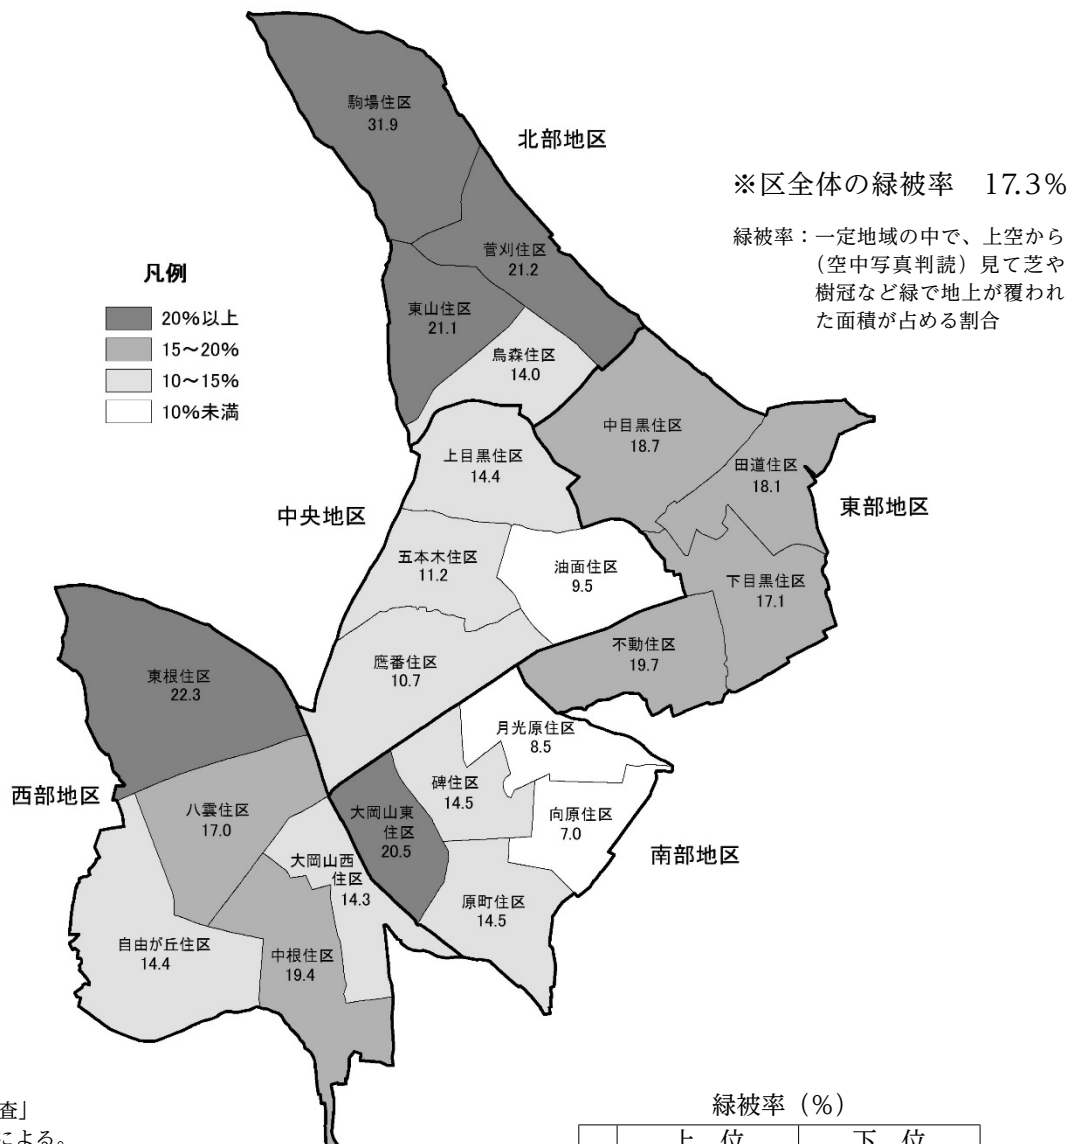 駒場住区
31.9
北部地区
※区全体の緑被率　17.3%
緑被率：一定地域の中で、上空から
（空中写真判読）見て芝や
樹冠など緑で地上が覆われ
た面積が占める割合
菅刈住区
21.2
凡例
20%以上
15～20%
10～15%
10%未満
東山住区
21.1
烏森住区
14.0
中目黒住区
18.7
田道住区
18.1
東部地区
上目黒住区
14.4
中央地区
五本木住区
11.2
油面住区
9.5
下目黒住区
17.1
不動住区
19.7
鷹番住区
10.7
東根住区
22.3
月光原住区
8.5
西部地区
八雲住区
17.0
碑住区
14.5
大岡山東
住区
20.5
向原住区
7.0
南部地区
大岡山西
住区
14.3
原町住区
14.5
自由が丘住区
14.4
中根住区
19.4
査」
による。
緑被率（%）
上　位　下　位